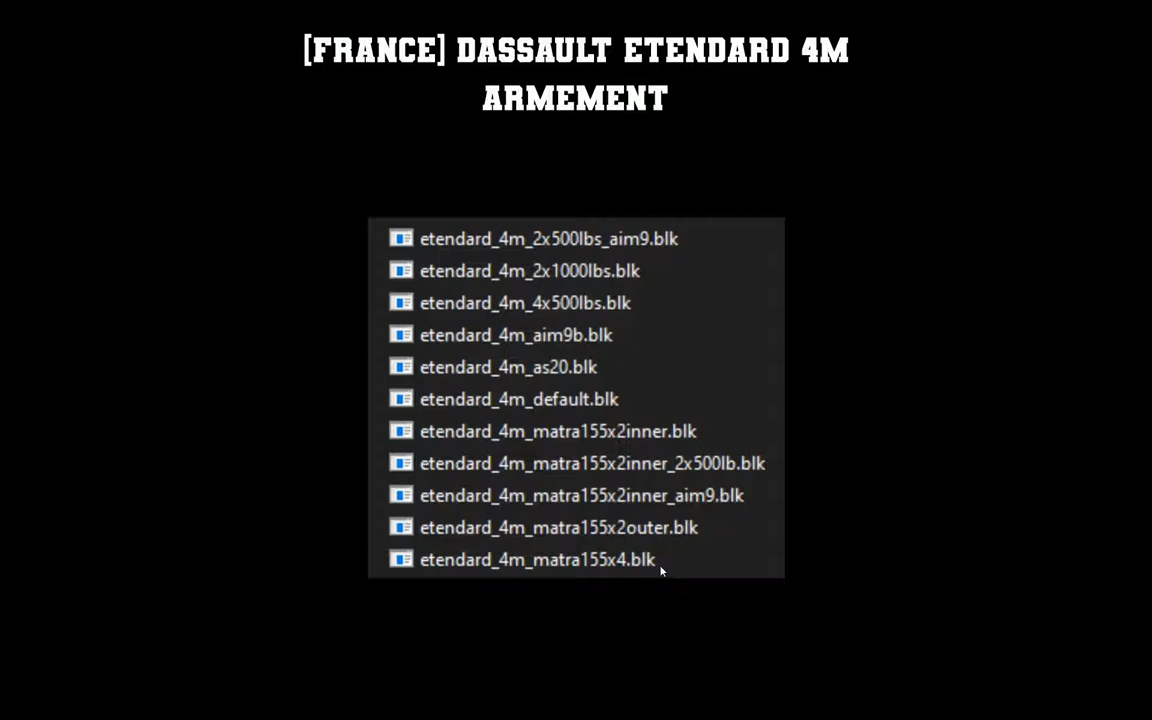 [FRANCE] DASSAULT ETENDARD 4M
ARMEMENT
etendard_4m_2x500lbs_aim9.blk
etendard_4m_2x1000lbs.blk
etendard_4m_4x500lbs.blk
etendard_4m_aim9b.blk
etendard_4m_as20.blk
etendard_4m_default.blk
etendard_4m_matra155x2inner.blk
etendard_4m_matra155x2inner_2x500lb.blk
etendard_4m_matra155x2inner_aim9.blk
etendard_4m_matra155x2outer.blk
etendard_4m_matra155x4.blk